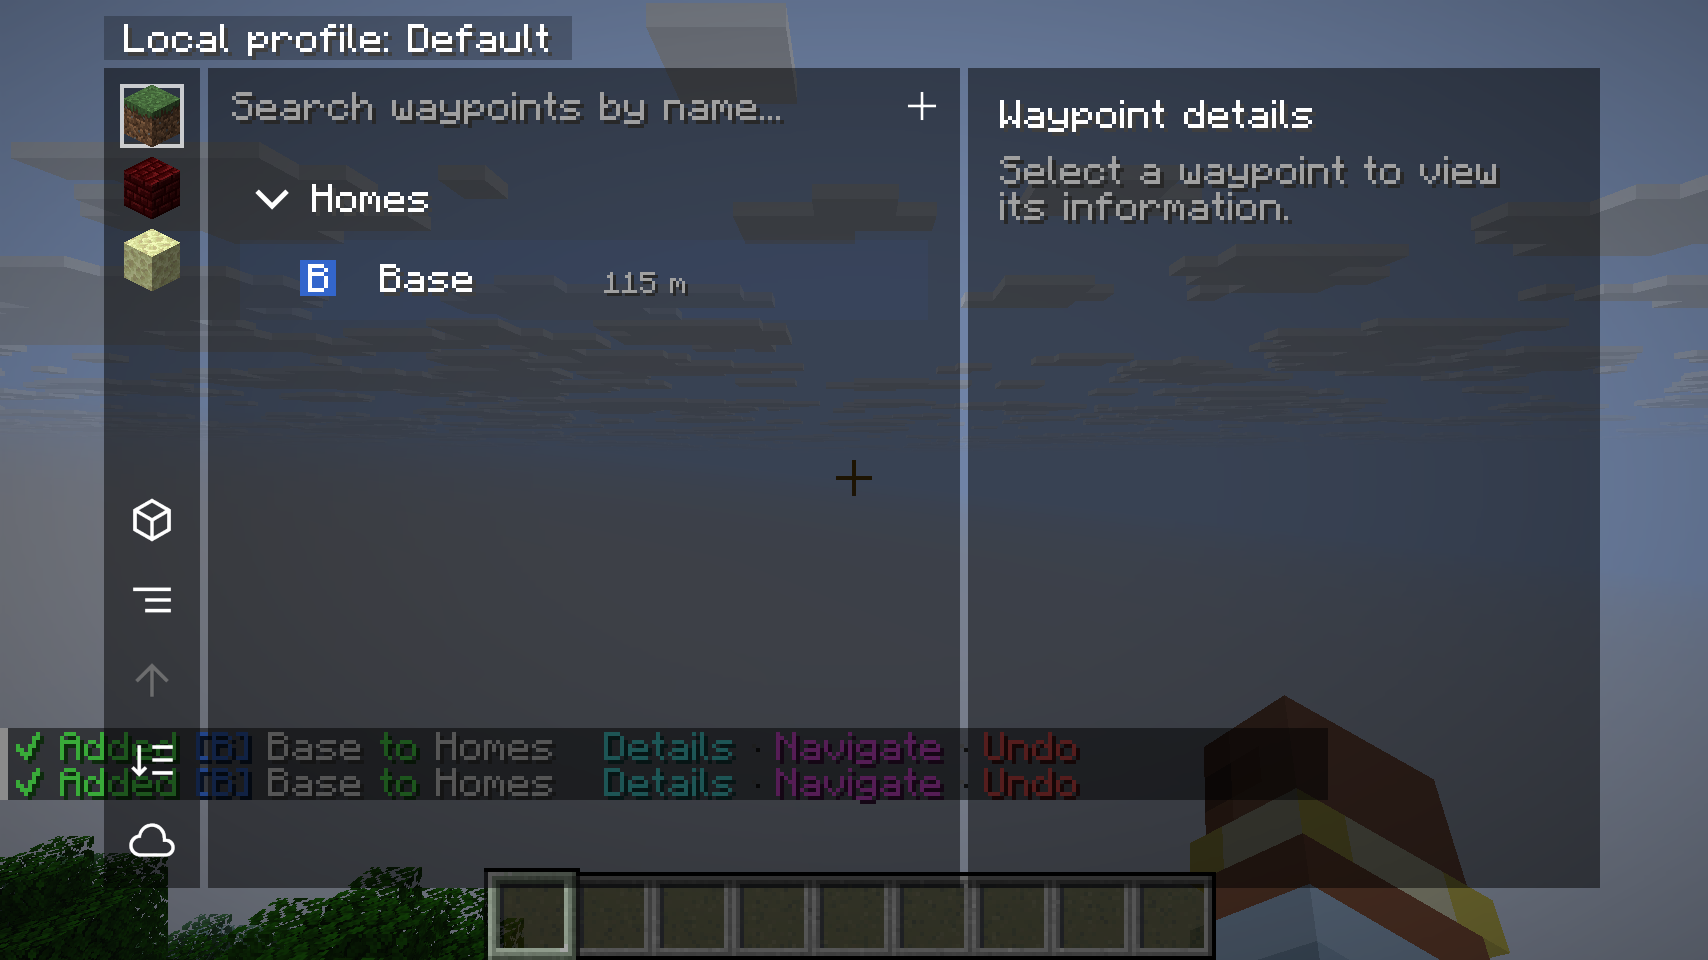 Local profile: Default
Search waypoints by name...
Homes
B Base 115 m
Waypoint details
Select a waypoint to view
its information.
✔ Added [B] Base to Homes Details · Navigate · Undo
✔ Added [B] Base to Homes Details · Navigate · Undo